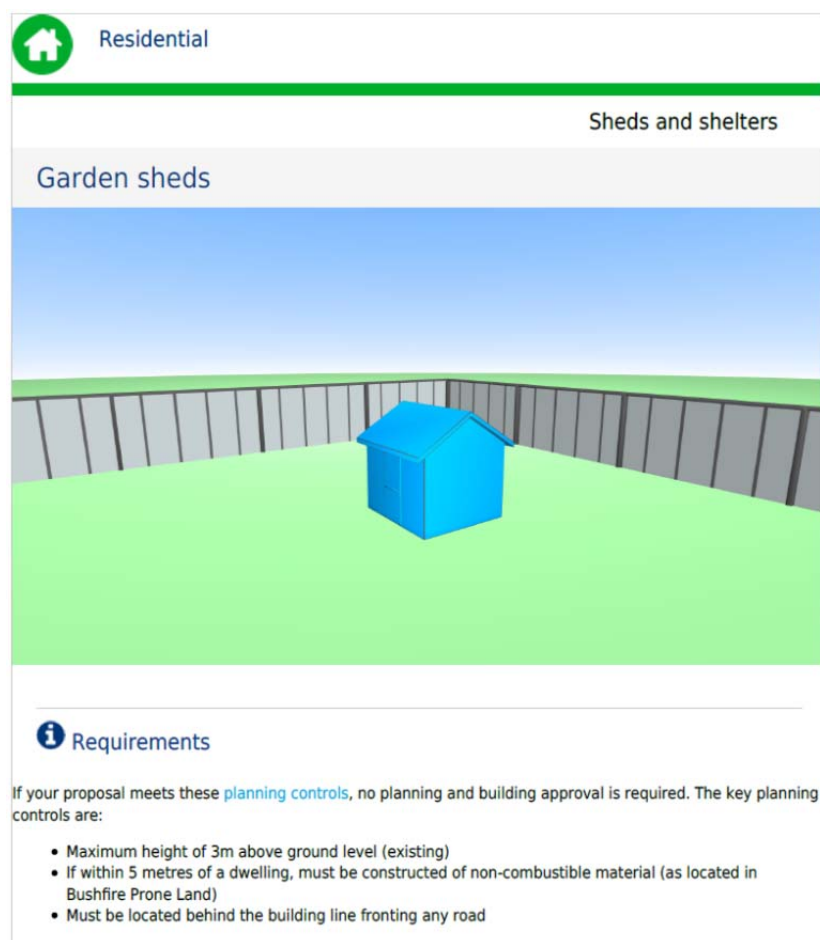 Residential
Sheds and shelters
Garden sheds
Requirements
If your proposal meets these planning controls, no planning and building approval is required. The key planning
controls are:
• Maximum height of 3m above ground level (existing)
• If within 5 metres of a dwelling, must be constructed of non-combustible material (as located in
Bushfire Prone Land)
• Must be located behind the building line fronting any road